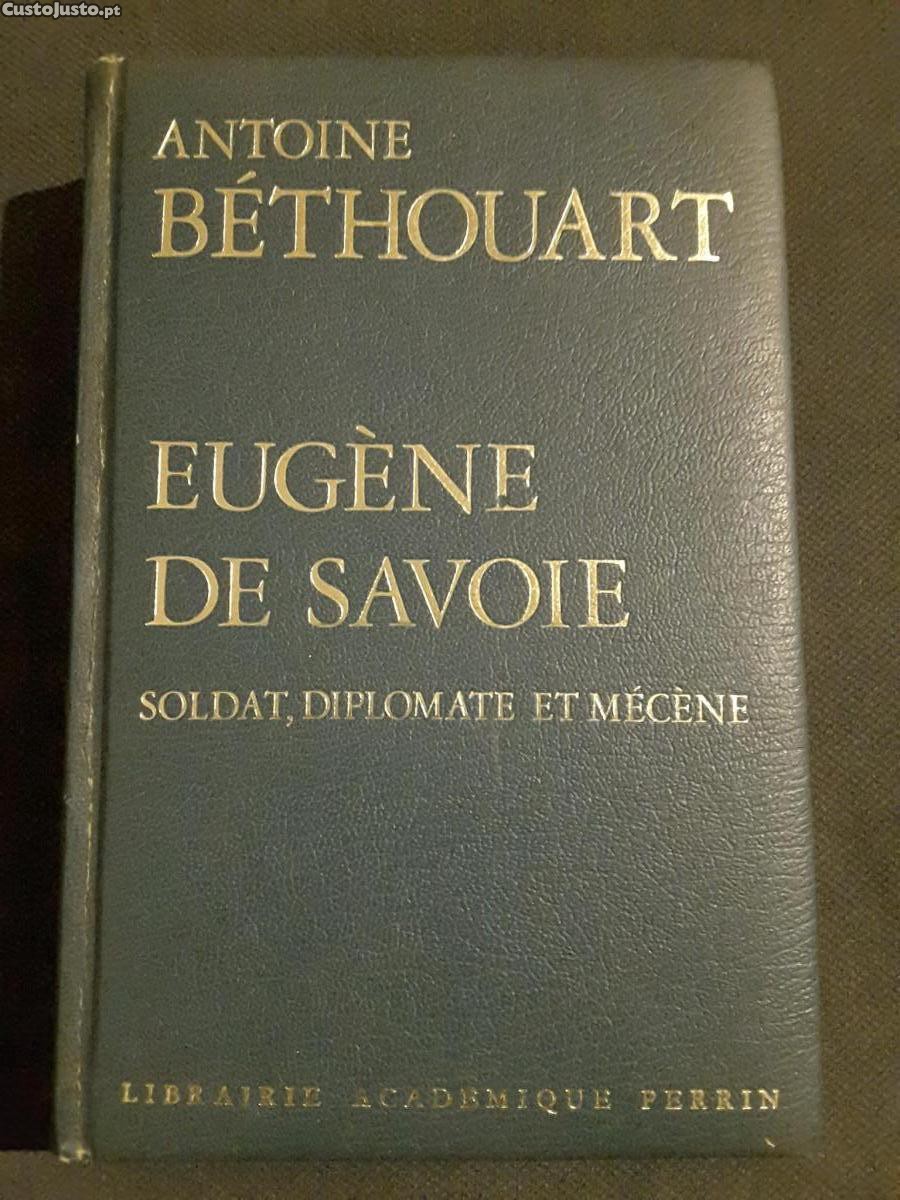 CustoJusto.pt
ANTOINE
BÉTHOUART
EUGÈNE
DE SAVOIE
SOLDAT, DIPLOMATE ET MÉCÈNE
LIBRAIRIE ACADÉMIQUE PERRIN